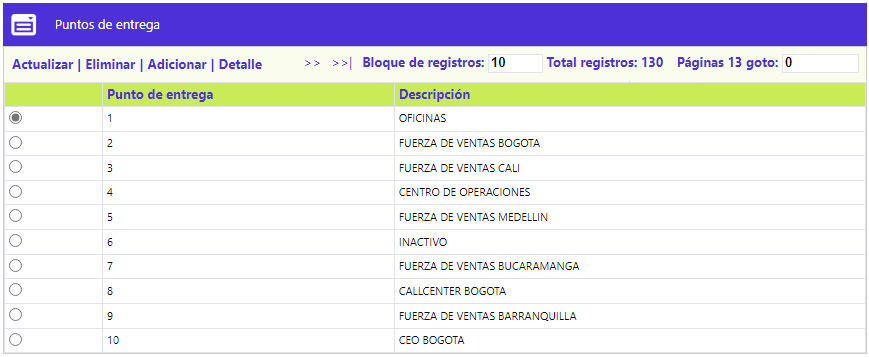 Puntos de entrega
Actualizar | Eliminar | Adicionar | Detalle >> >>| Bloque de registros: 10 Total registros: 130 Páginas 13 goto: 0
Punto de entrega Descripción
1 OFICINAS
2 FUERZA DE VENTAS BOGOTA
3 FUERZA DE VENTAS CALI
4 CENTRO DE OPERACIONES
5 FUERZA DE VENTAS MEDELLIN
6 INACTIVO
7 FUERZA DE VENTAS BUCARAMANGA
8 CALLCENTER BOGOTA
9 FUERZA DE VENTAS BARRANQUILLA
10 CEO BOGOTA